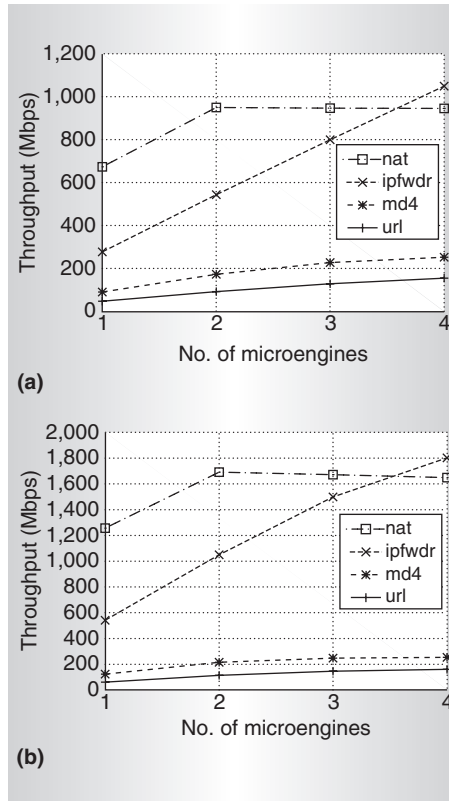 1,200
1,000
800
600
400
200
0
Throughput (Mbps)
nat
ipfwdr
md4
url
1 2 3 4
No. of microengines
(a)
2,000
1,800
1,600
1,400
1,200
1,000
800
600
400
200
0
Throughput (Mbps)
nat
ipfwdr
md4
url
1 2 3 4
No. of microengines
(b)